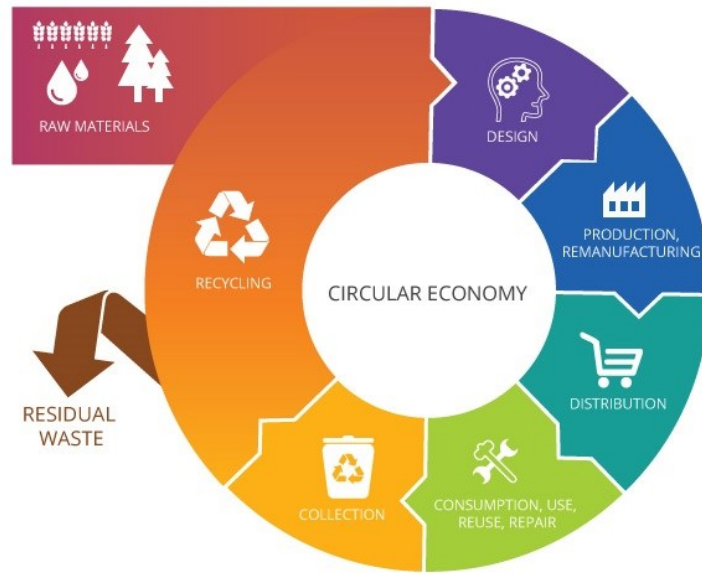 RAW MATERIALS
DESIGN
PRODUCTION,
REMANUFACTURING
RECYCLING
CIRCULAR ECONOMY
DISTRIBUTION
RESIDUAL
WASTE
CONSUMPTION, USE,
REUSE, REPAIR
COLLECTION